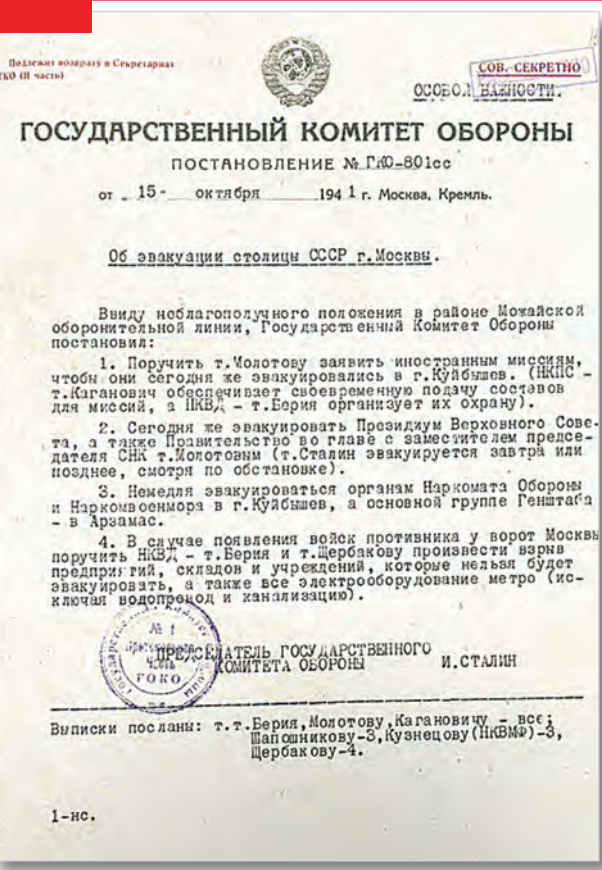 Подлежит возврату в Секретариат
ГКО (II часть)
СОВ. СЕКРЕТНО
ОСОБОЙ ВАЖНОСТИ.
ГОСУДАРСТВЕННЫЙ КОМИТЕТ ОБОРОНЫ
ПОСТАНОВЛЕНИЕ № ГКО-801сс
от „ 15 - октября 1941 г. Москва, Кремль.
Об эвакуации столицы СССР г.Москвы.
Ввиду неблагополучного положения в районе Можайской
оборонительной линии, Государственный Комитет Обороны
постановил:
1. Поручить т.Молотову заявить иностранным миссиям,
чтобы они сегодня же эвакуировались в г.Куйбышев. (НКПС -
т.Каганович обеспечивает своевременную подачу составов
для миссий, а НКВД - т.Берия организует их охрану).
2. Сегодня же эвакуировать Президиум Верховного Сове-
та, а также Правительство во главе с заместителем предсе-
дателя СНК т.Молотовым (т.Сталин эвакуируется завтра или
позднее, смотря по обстановке).
3. Немедля эвакуироваться органам Наркомата Обороны
и Наркомвоенмора в г.Куйбышев, а основной группе Генштаба
- в Арзамас.
4. В случае появления войск противника у ворот Москвы
поручить НКВД - т.Берия и т.Щербакову произвести взрыв
предприятий, складов и учреждений, которые нельзя будет
эвакуировать, а также все электрооборудование метро (ис-
ключая водопровод и канализацию).
№ 1
часть
ГОКО
ПРЕДСЕДАТЕЛЬ ГОСУДАРСТВЕННОГО
КОМИТЕТА ОБОРОНЫ И.СТАЛИН
Выписки посланы: т.т.Берия,Молотову,Кагановичу - все;
Шапошникову-3,Кузнецову(НКВМФ)-3,
Щербакову-4.
1-нс.